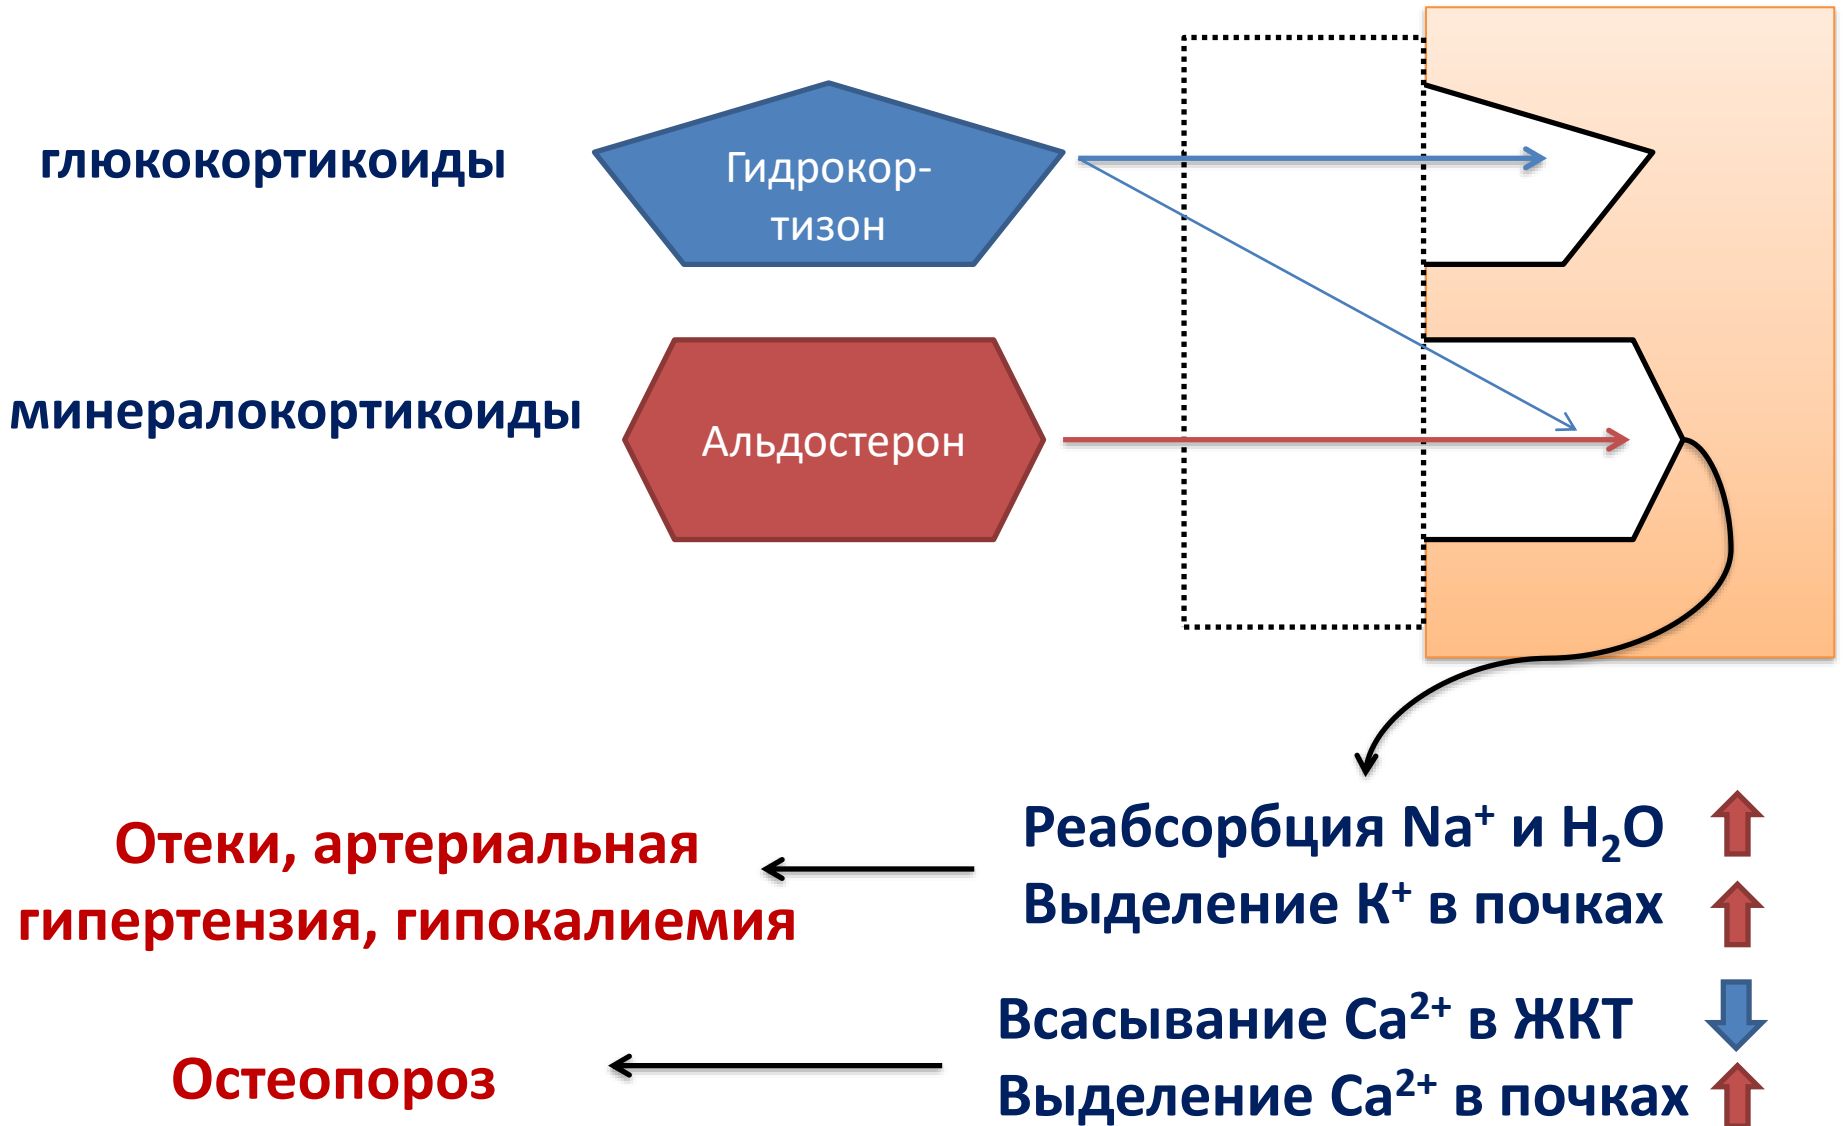 глюкокортикоиды
Гидрокор-
тизон
минералокортикоиды
Альдостерон
Реабсорбция Na⁺ и H₂O
Выделение К⁺ в почках
Отеки, артериальная
гипертензия, гипокалиемия
Всасывание Ca²⁺ в ЖКТ
Выделение Ca²⁺ в почках
Остеопороз